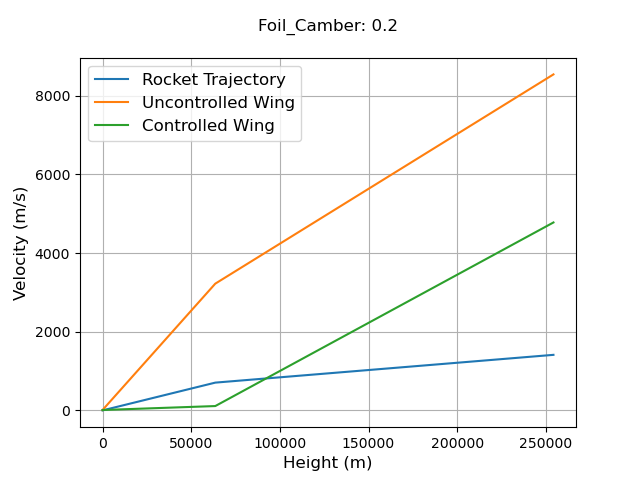 Foil_Camber: 0.2
Rocket Trajectory
Uncontrolled Wing
Controlled Wing
8000
6000
4000
2000
0
Velocity (m/s)
0 50000 100000 150000 200000 250000
Height (m)